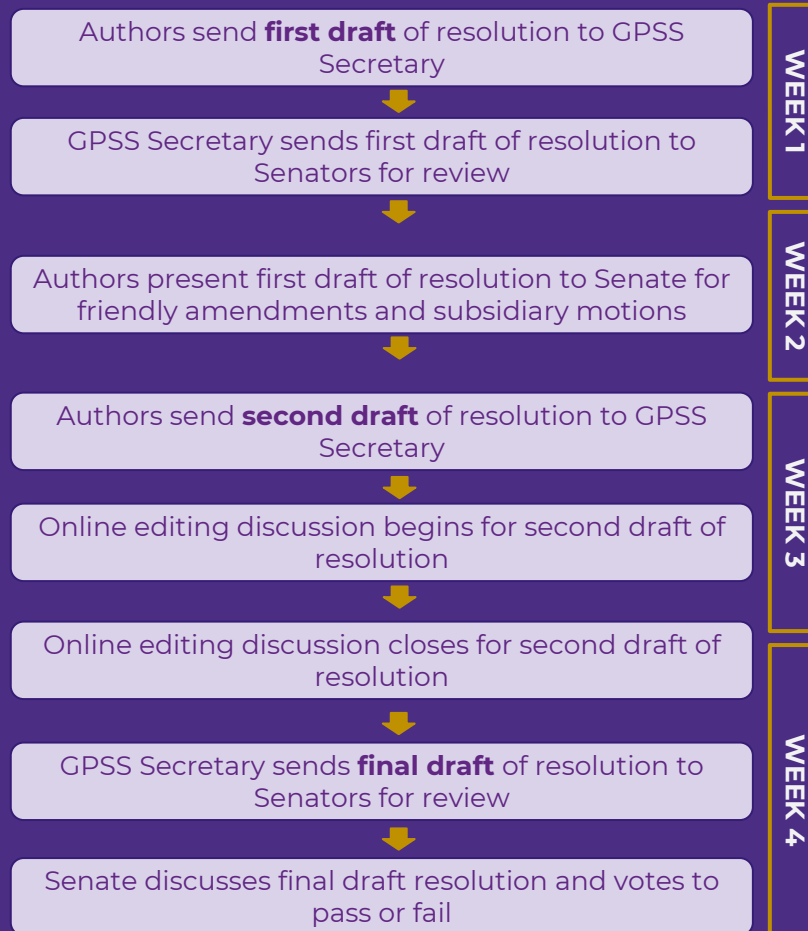 Authors send first draft of resolution to GPSS
Secretary
WEEK 1
GPSS Secretary sends first draft of resolution to
Senators for review
Authors present first draft of resolution to Senate for
friendly amendments and subsidiary motions
WEEK 2
Authors send second draft of resolution to GPSS
Secretary
Online editing discussion begins for second draft of
resolution
WEEK 3
Online editing discussion closes for second draft of
resolution
GPSS Secretary sends final draft of resolution to
Senators for review
WEEK 4
Senate discusses final draft resolution and votes to
pass or fail